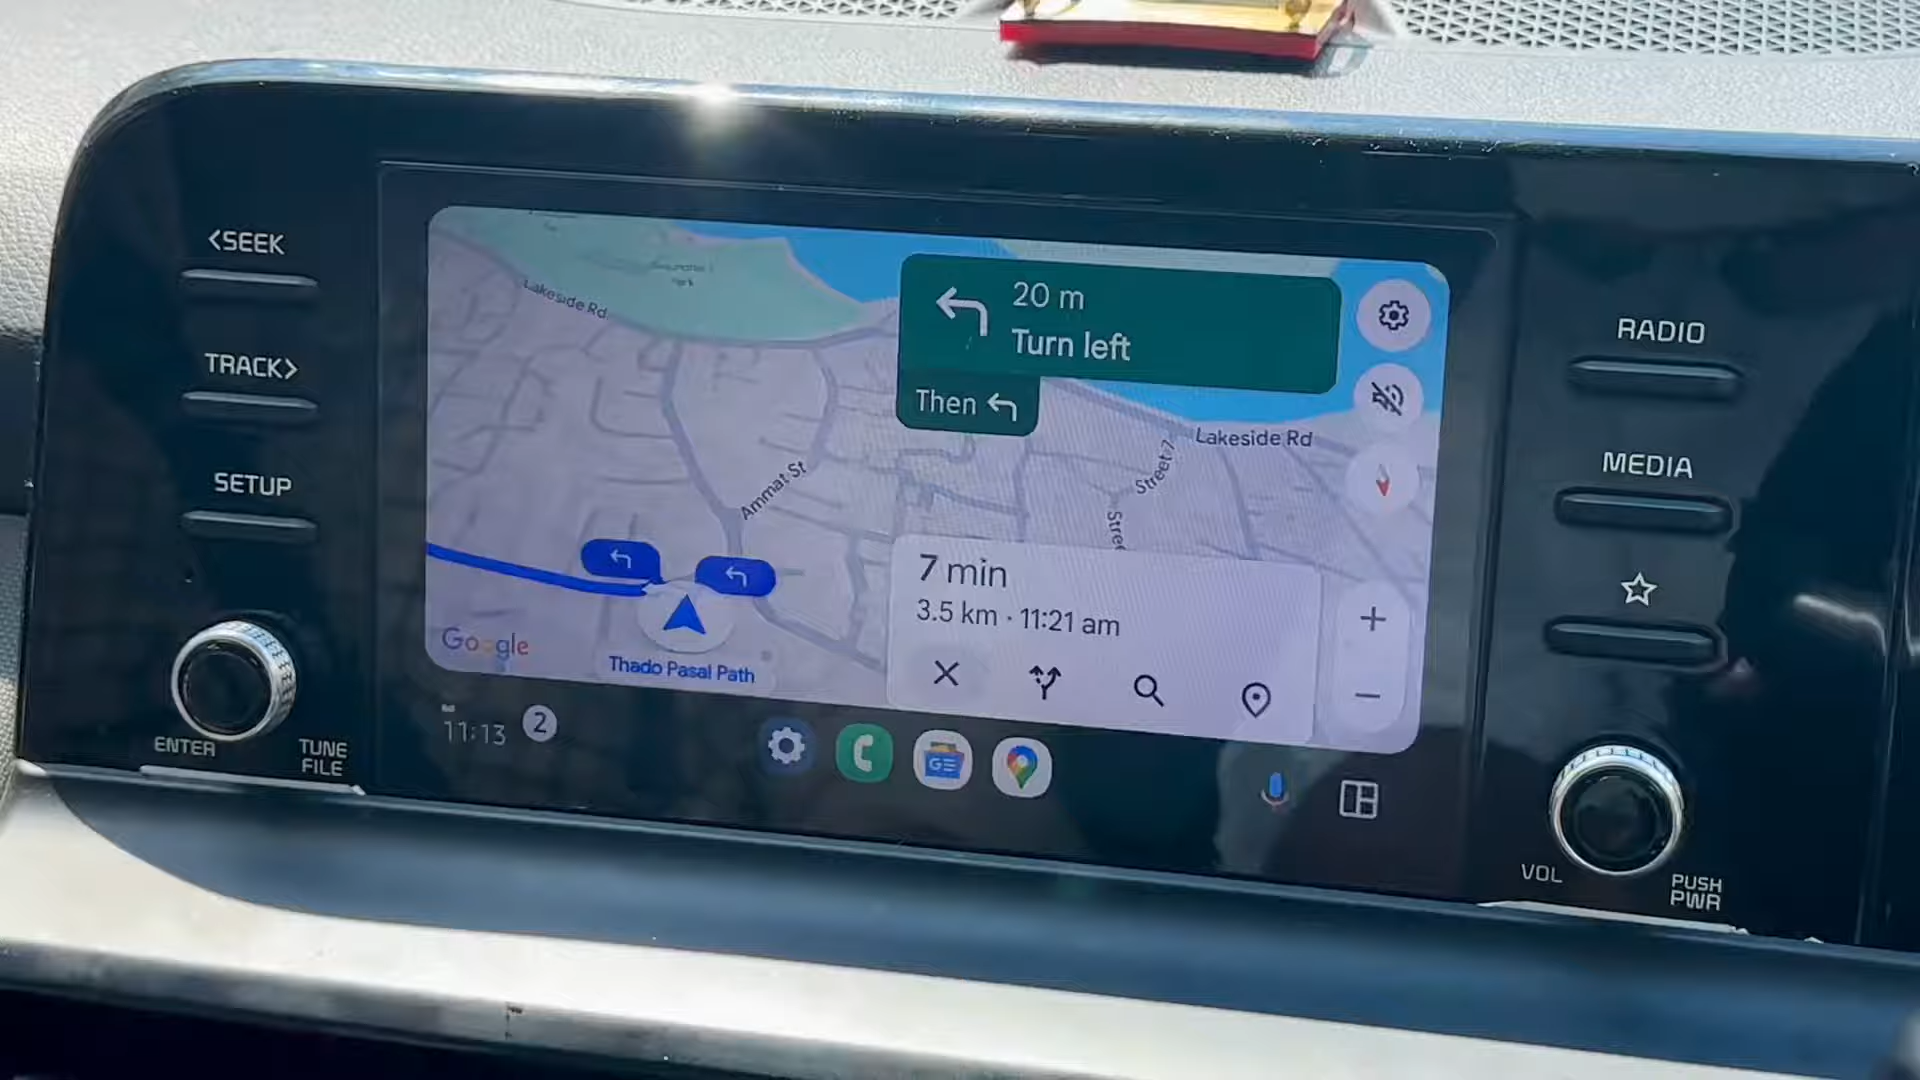 <SEEK
TRACK>
SETUP
ENTER
TUNE
FILE
Lakeside Rd
20 m
Turn left
Then
Lakeside Rd
Street 7
Ammat St
7 min
3.5 km · 11:21 am
Google
Thado Pasal Path
+
−
11:13
2
GE
RADIO
MEDIA
VOL
PUSH
PWR